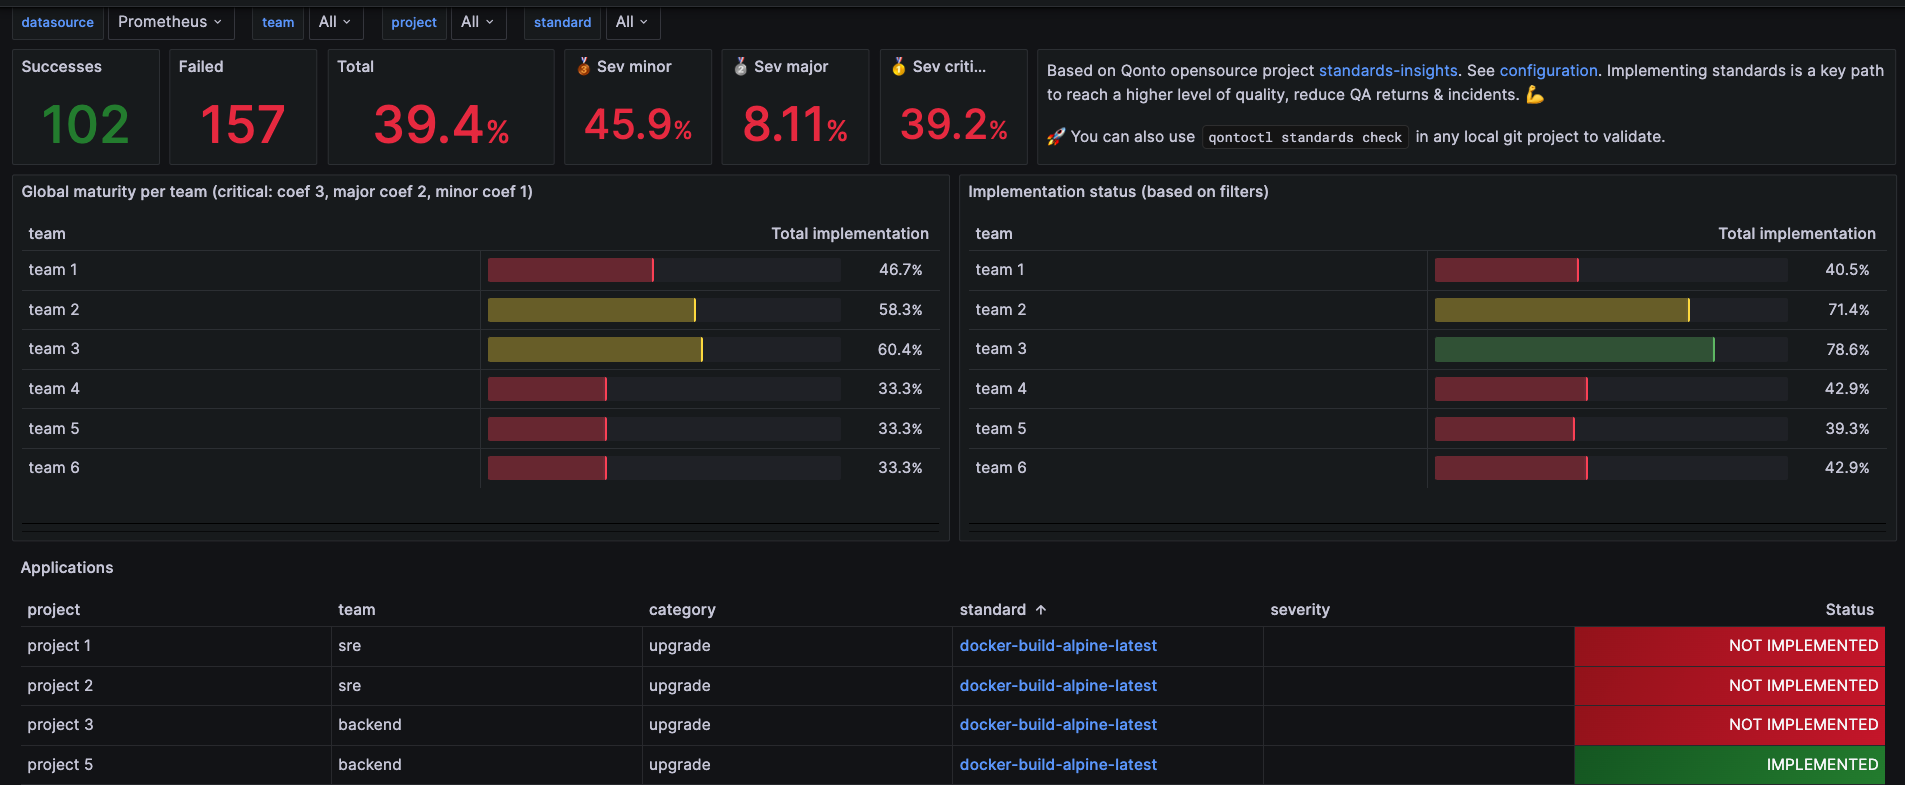 datasource Prometheus team All project All standard All
Successes Failed Total Sev minor Sev major Sev criti...
102 157 39.4% 45.9% 8.11% 39.2%
Based on Qonto opensource project standards-insights. See configuration. Implementing standards is a key path
to reach a higher level of quality, reduce QA returns & incidents.
You can also use qontoctl standards check in any local git project to validate.
Global maturity per team (critical: coef 3, major coef 2, minor coef 1)
team Total implementation
team 1 46.7%
team 2 58.3%
team 3 60.4%
team 4 33.3%
team 5 33.3%
team 6 33.3%
Implementation status (based on filters)
team Total implementation
team 1 40.5%
team 2 71.4%
team 3 78.6%
team 4 42.9%
team 5 39.3%
team 6 42.9%
Applications
project team category standard severity Status
project 1 sre upgrade docker-build-alpine-latest NOT IMPLEMENTED
project 2 sre upgrade docker-build-alpine-latest NOT IMPLEMENTED
project 3 backend upgrade docker-build-alpine-latest NOT IMPLEMENTED
project 5 backend upgrade docker-build-alpine-latest IMPLEMENTED